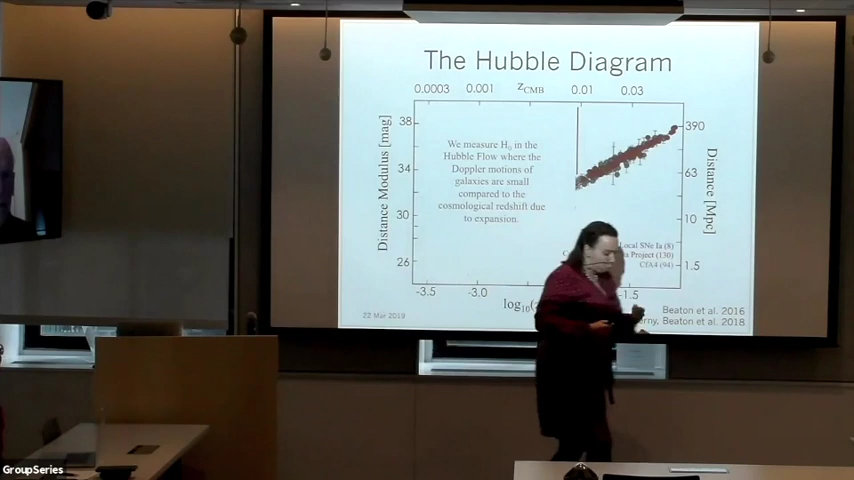 The Hubble Diagram
0.0003 0.001 zCMB 0.01 0.03
Distance Modulus [mag]
38
34
30
26
We measure H0 in the
Hubble Flow where the
Doppler motions of
galaxies are small
compared to the
cosmological redshift due
to expansion.
390
63
10
1.5
Distance [Mpc]
Local SNe Ia (8)
Project (130)
CfA4 (94)
-3.5 -3.0 -1.5
log10(
22 Mar 2019
Beaton et al. 2016
Beaton et al. 2018
GroupSeries